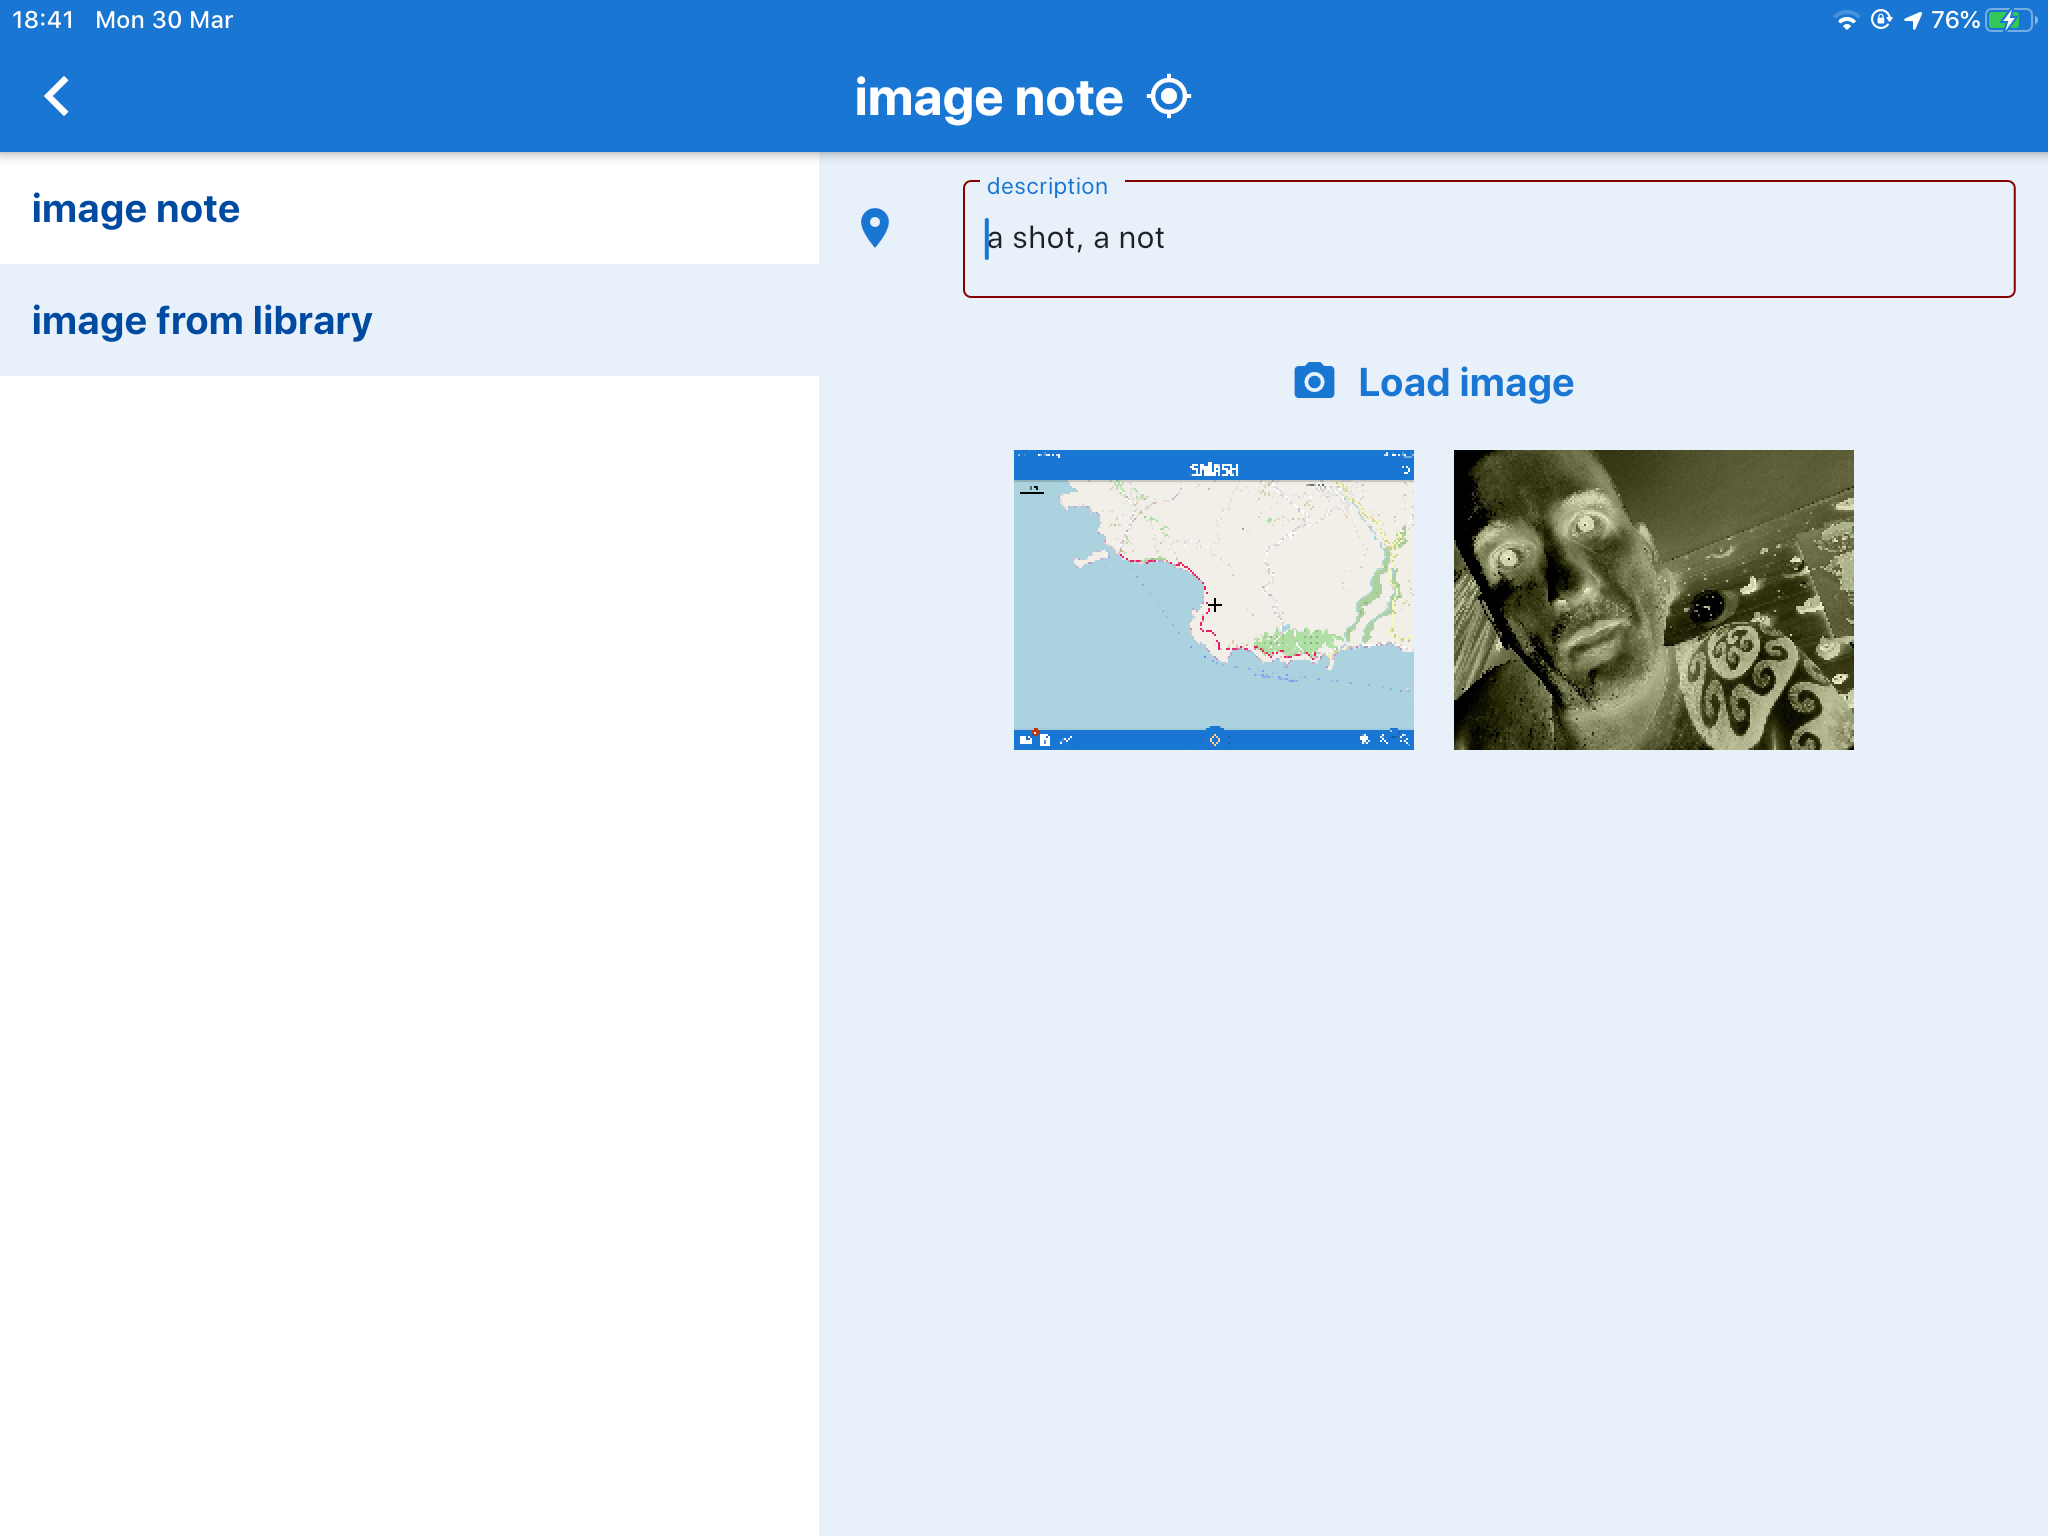 18:41 Mon 30 Mar 76%
image note
image note
image from library
description
a shot, a not
Load image
SMASH